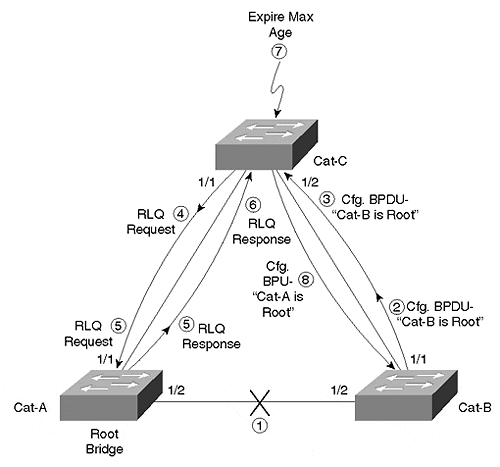 Expire Max
Age
7
Cat-C
1/1
1/2
3 Cfg. BPDU-
“Cat-B is Root”
4
RLQ
Request
6
RLQ
Response
Cfg.
BPU-
“Cat-A is
Root”
8
2 Cfg. BPDU-
“Cat-B is Root”
RLQ
Request
5
5 RLQ
Response
1/1
1/1
Cat-A
1/2
1/2
Cat-B
1
Root
Bridge